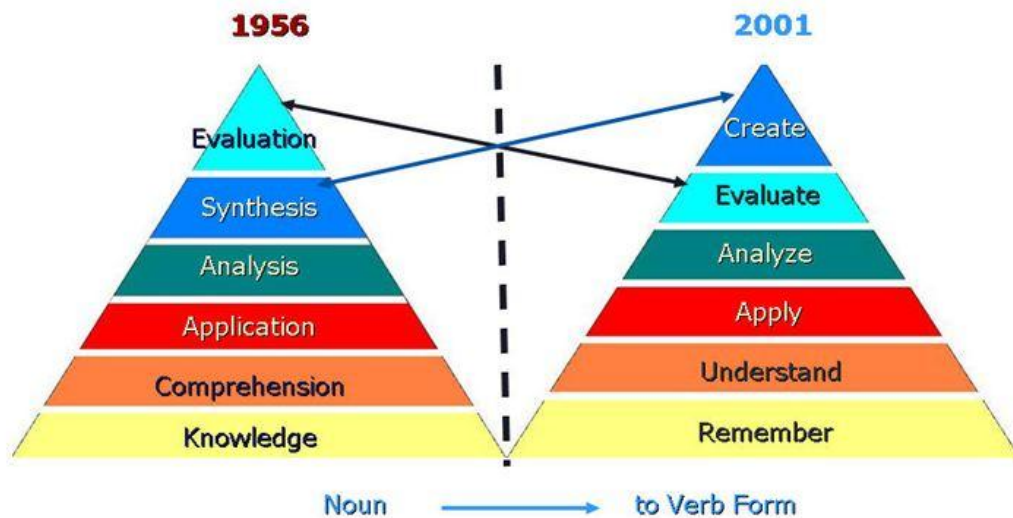 1956
2001
Evaluation
Synthesis
Analysis
Application
Comprehension
Knowledge
Create
Evaluate
Analyze
Apply
Understand
Remember
Noun to Verb Form